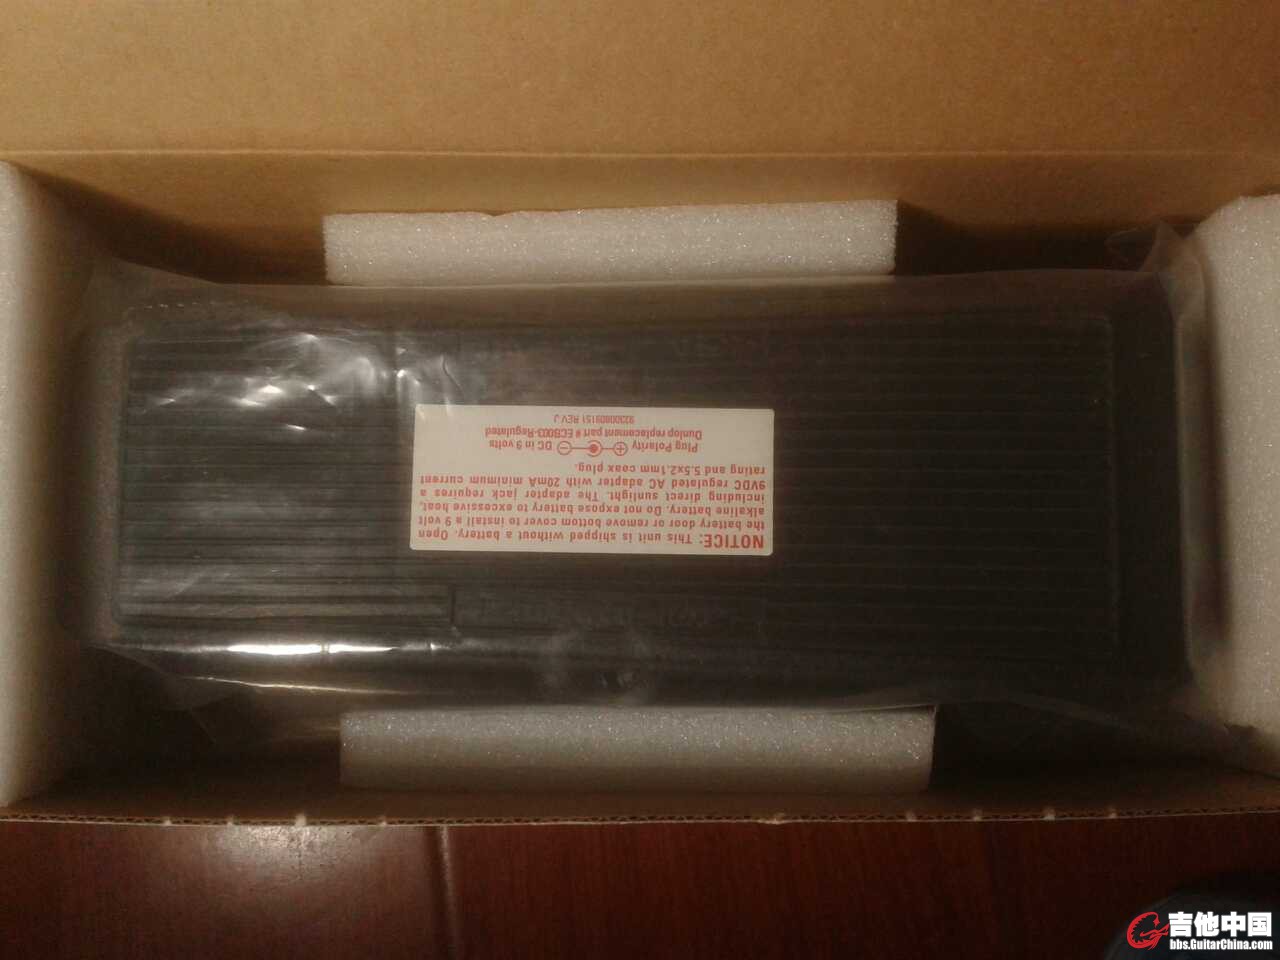 NOTICE: This unit is shipped without a battery. Open
the battery door or remove bottom cover to install a 9 volt
alkaline battery. Do not expose battery to excessive heat,
including direct sunlight. The adapter jack requires a
9VDC regulated AC adapter with 20mA minimum current
rating and 5.5x2.1mm coax plug.
Plug Polarity + - DC in 9 volts
Dunlop replacement part # ECB003-Regulated
92300809151 REV J
吉他中国
bbs.GuitarChina.com